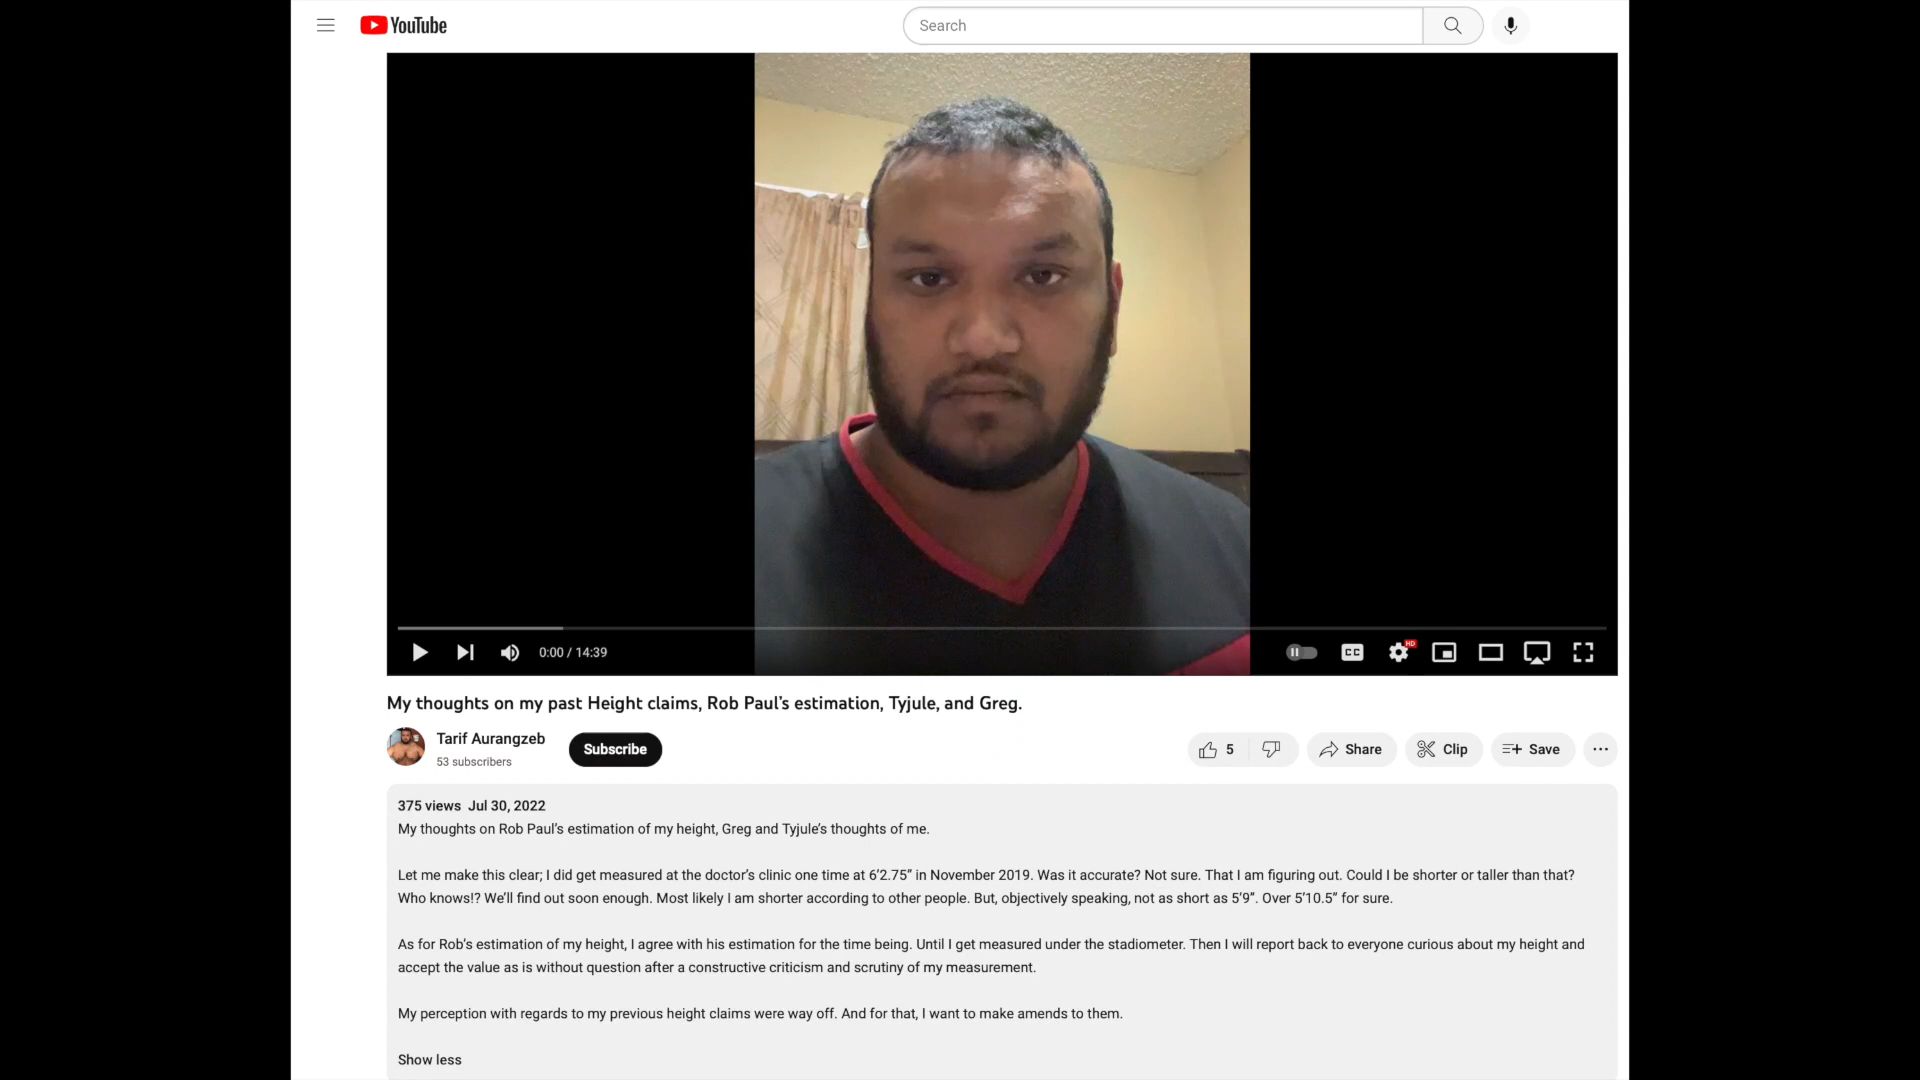 YouTube
Search
0:00 / 14:39
CC
HD
My thoughts on my past Height claims, Rob Paul’s estimation, Tyjule, and Greg.
Tarif Aurangzeb
53 subscribers
Subscribe
5
Share
Clip
Save
375 views Jul 30, 2022
My thoughts on Rob Paul’s estimation of my height, Greg and Tyjule’s thoughts of me.
Let me make this clear; I did get measured at the doctor’s clinic one time at 6’2.75” in November 2019. Was it accurate? Not sure. That I am figuring out. Could I be shorter or taller than that?
Who knows!? We’ll find out soon enough. Most likely I am shorter according to other people. But, objectively speaking, not as short as 5’9”. Over 5’10.5” for sure.
As for Rob’s estimation of my height, I agree with his estimation for the time being. Until I get measured under the stadiometer. Then I will report back to everyone curious about my height and
accept the value as is without question after a constructive criticism and scrutiny of my measurement.
My perception with regards to my previous height claims were way off. And for that, I want to make amends to them.
Show less